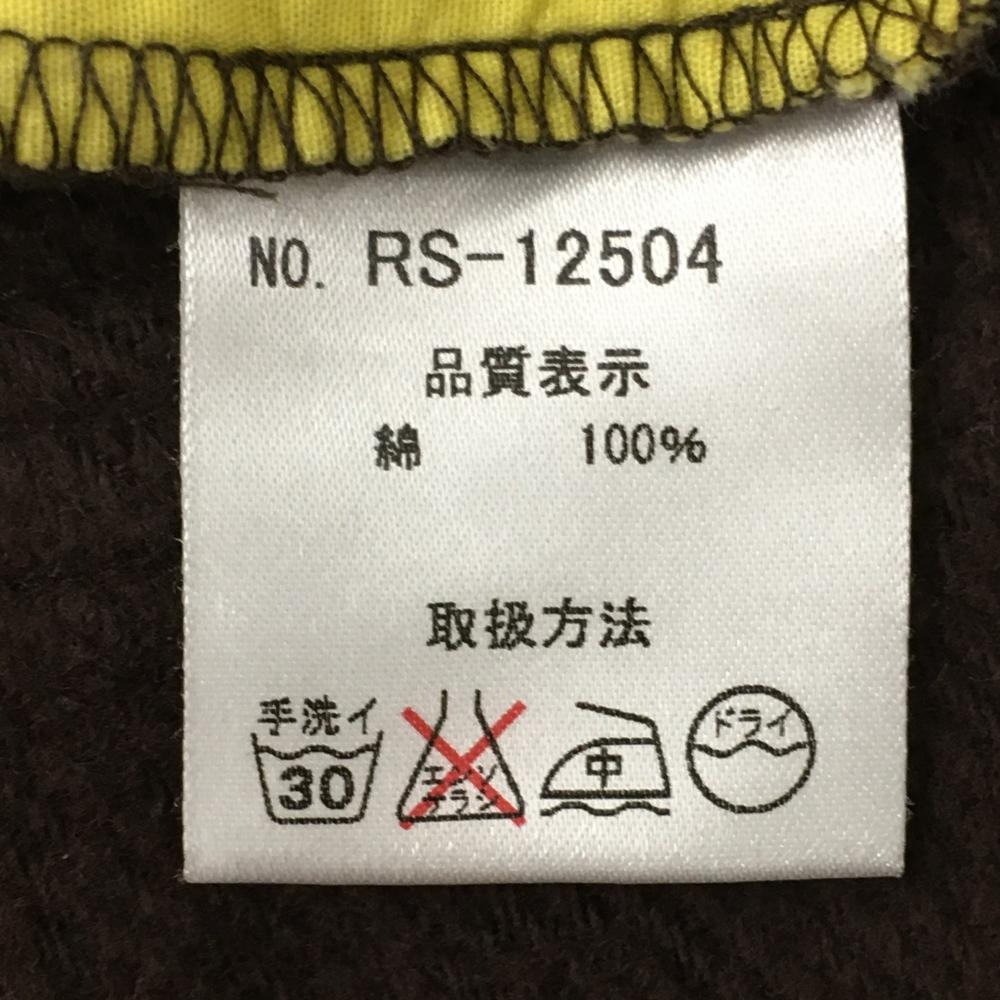 NO. RS-12504
品質表示
綿 100%
取扱方法
手洗イ
30
エンソ
サラシ
中
ドライ